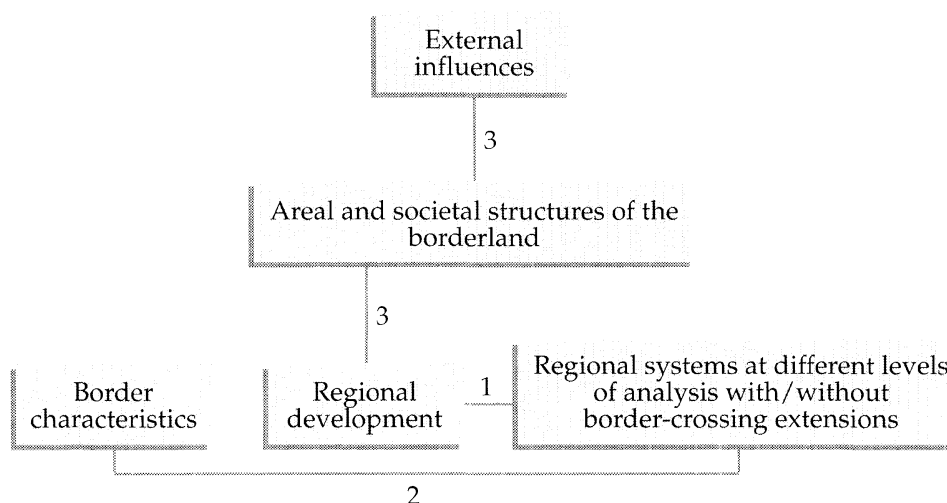 External
influences
3
Areal and societal structures of the
borderland
3
Border
characteristics
Regional
development
1
Regional systems at different levels
of analysis with/without
border-crossing extensions
2